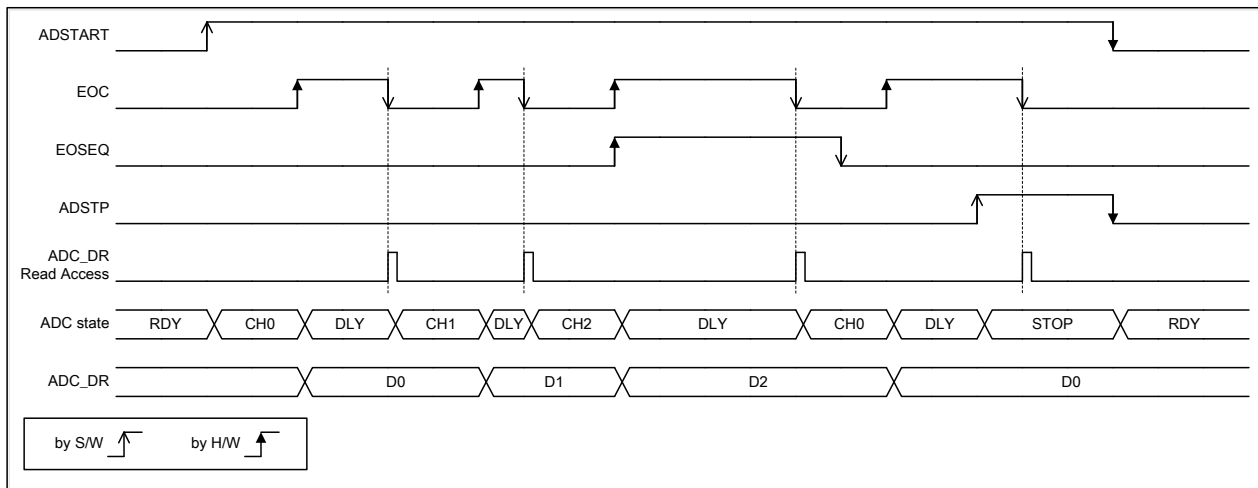 ADSTART
EOC
EOSEQ
ADSTP
ADC_DR
Read Access
ADC state RDY CH0 DLY CH1 DLY CH2 DLY CH0 DLY STOP RDY
ADC_DR D0 D1 D2 D0
by S/W by H/W